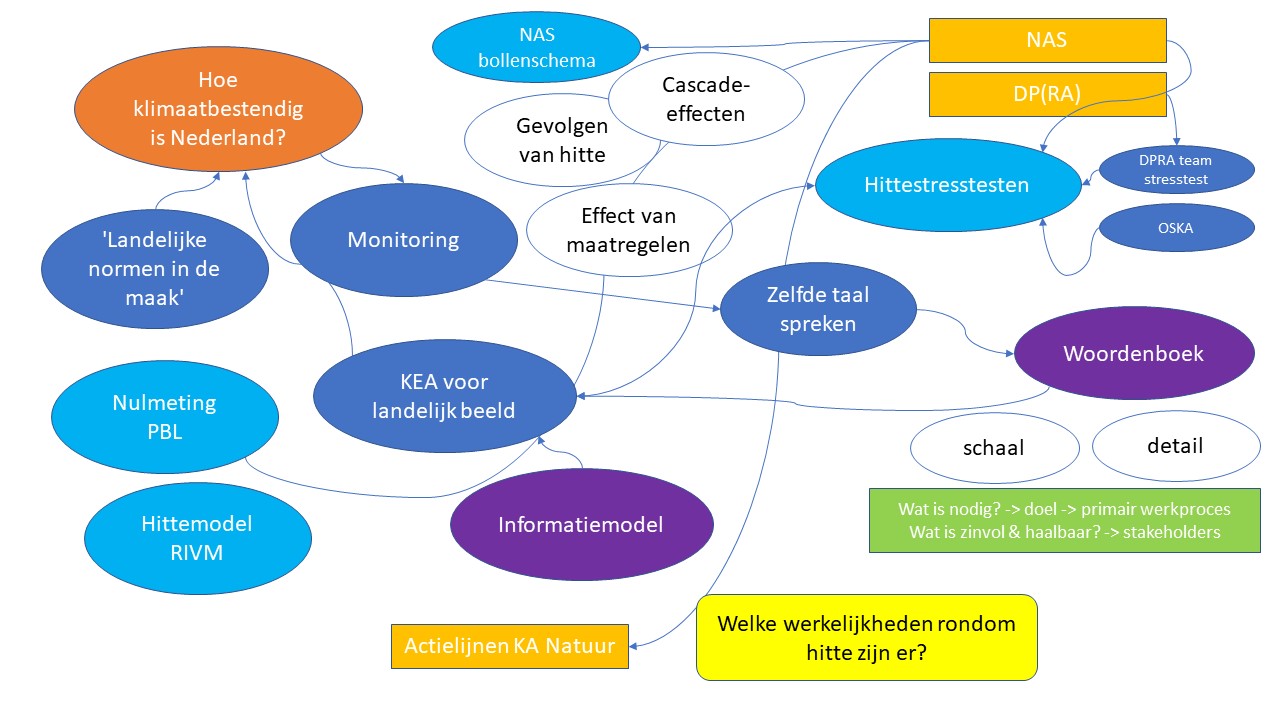 NAS
bollenschema
NAS
DP(RA)
Hoe
klimaatbestendig
is Nederland?
Cascade-
effecten
Gevolgen
van hitte
Hittestresstesten
DPRA team
stresstest
OSKA
'Landelijke
normen in de
maak'
Monitoring
Effect van
maatregelen
Zelfde taal
spreken
Woordenboek
KEA voor
landelijk beeld
Nulmeting
PBL
schaal
detail
Hittemodel
RIVM
Informatiemodel
Wat is nodig? -> doel -> primair werkproces
Wat is zinvol & haalbaar? -> stakeholders
Actielijnen KA Natuur
Welke werkelijkheden rondom
hitte zijn er?